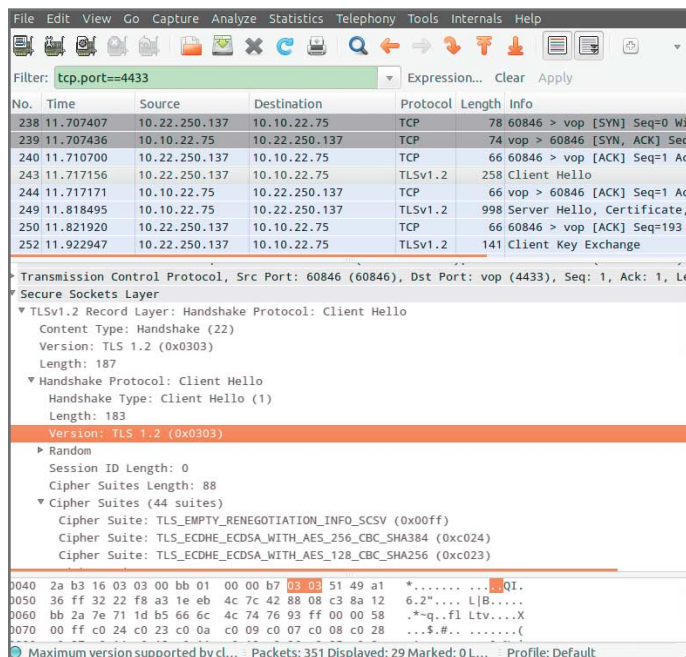 File Edit View Go Capture Analyze Statistics Telephony Tools Internals Help
Filter: tcp.port==4433 Expression... Clear Apply
No. Time Source Destination Protocol Length Info
238 11.707407 10.22.250.137 10.10.22.75 TCP 78 60846 > vop [SYN] Seq=0 Wi
239 11.707436 10.10.22.75 10.22.250.137 TCP 74 vop > 60846 [SYN, ACK] Seq
240 11.710700 10.22.250.137 10.10.22.75 TCP 66 60846 > vop [ACK] Seq=1 Ac
243 11.717156 10.22.250.137 10.10.22.75 TLSv1.2 258 Client Hello
244 11.717171 10.10.22.75 10.22.250.137 TCP 66 vop > 60846 [ACK] Seq=1 Ac
249 11.818495 10.10.22.75 10.22.250.137 TLSv1.2 998 Server Hello, Certificate,
250 11.821920 10.22.250.137 10.10.22.75 TCP 66 60846 > vop [ACK] Seq=193
252 11.922947 10.22.250.137 10.10.22.75 TLSv1.2 141 Client Key Exchange
Transmission Control Protocol, Src Port: 60846 (60846), Dst Port: vop (4433), Seq: 1, Ack: 1, Le
Secure Sockets Layer
TLSv1.2 Record Layer: Handshake Protocol: Client Hello
Content Type: Handshake (22)
Version: TLS 1.2 (0x0303)
Length: 187
Handshake Protocol: Client Hello
Handshake Type: Client Hello (1)
Length: 183
Version: TLS 1.2 (0x0303)
Random
Session ID Length: 0
Cipher Suites Length: 88
Cipher Suites (44 suites)
Cipher Suite: TLS_EMPTY_RENEGOTIATION_INFO_SCSV (0x00ff)
Cipher Suite: TLS_ECDHE_ECDSA_WITH_AES_256_CBC_SHA384 (0xc024)
Cipher Suite: TLS_ECDHE_ECDSA_WITH_AES_128_CBC_SHA256 (0xc023)
0040 2a b3 16 03 03 00 bb 01 00 00 b7 03 03 51 49 a1 *....... .....QI.
0050 36 ff 32 22 f8 a3 1e eb 4c 7c 42 88 08 c3 8a 12 6.2".... L|B.....
0060 bb 2a 7e 71 1d b5 66 6c 4c 74 76 93 ff 00 00 58 .*~q..fl Ltv....X
0070 00 ff c0 24 c0 23 c0 0a c0 09 c0 07 c0 08 c0 28 ...$.#.. .......(
Maximum version supported by cl... Packets: 351 Displayed: 29 Marked: 0 L... Profile: Default